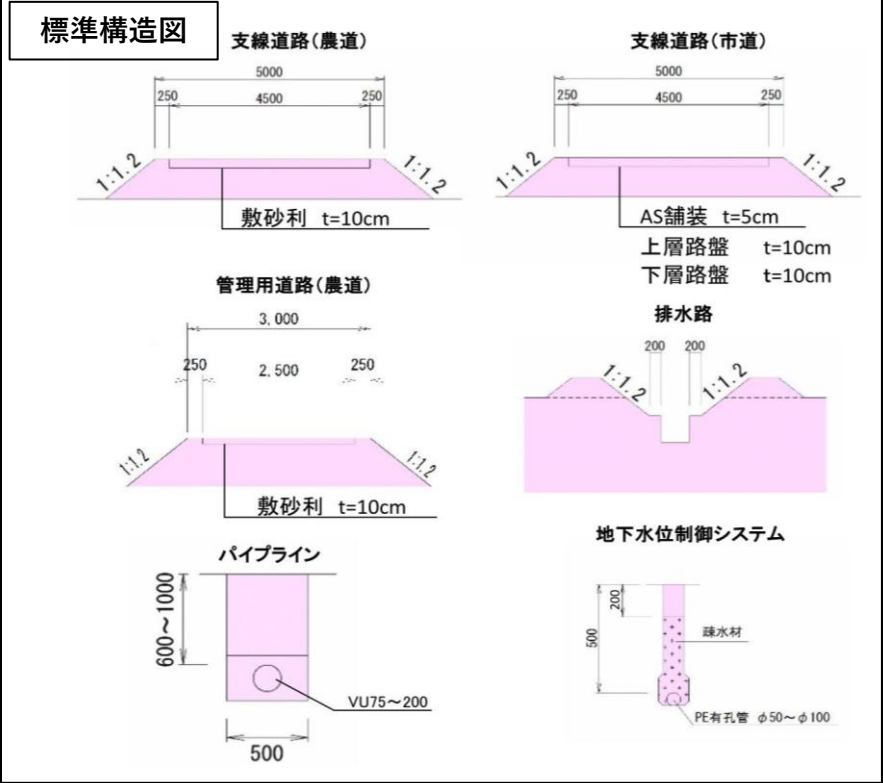 標準構造図
支線道路(農道)
5000
250
4500
250
1:1.2
1:1.2
敷砂利 t=10cm
支線道路(市道)
5000
250
4500
250
1:1.2
1:1.2
AS舗装 t=5cm
上層路盤 t=10cm
下層路盤 t=10cm
管理用道路(農道)
3,000
250
2,500
250
1:1.2
1:1.2
敷砂利 t=10cm
排水路
200
200
1:1.2
1:1.2
パイプライン
600~1000
VU75~200
500
地下水位制御システム
200
500
疎水材
PE有孔管 φ50~φ100